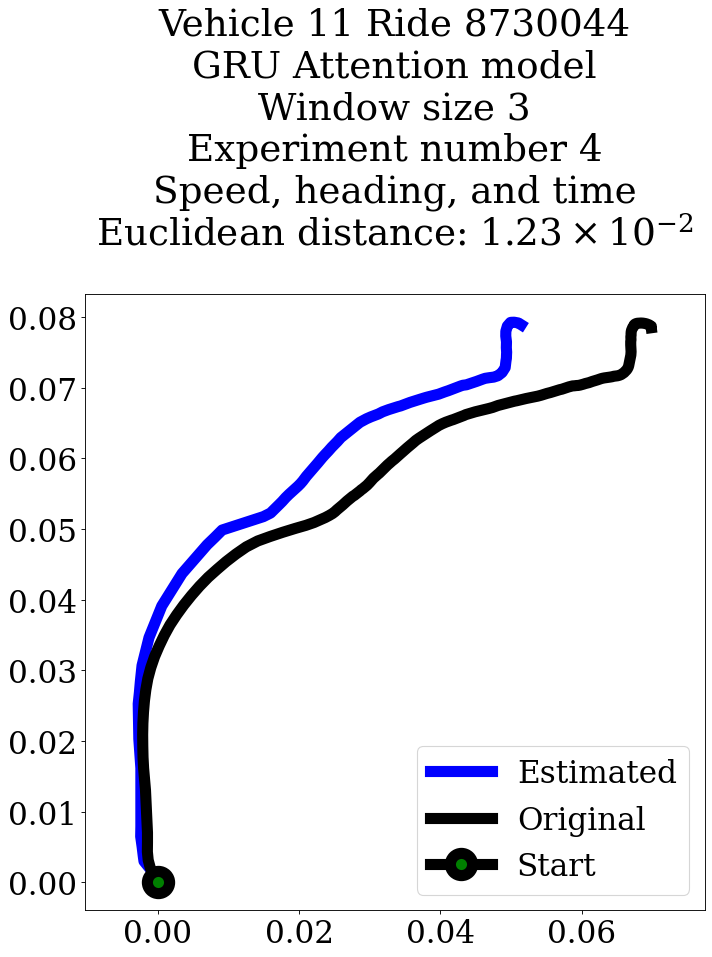 Vehicle 11 Ride 8730044
GRU Attention model
Window size 3
Experiment number 4
Speed, heading, and time
Euclidean distance: 1.23 × 10⁻²
0.08
0.07
0.06
0.05
0.04
0.03
0.02
0.01
0.00
Estimated
Original
Start
0.00 0.02 0.04 0.06